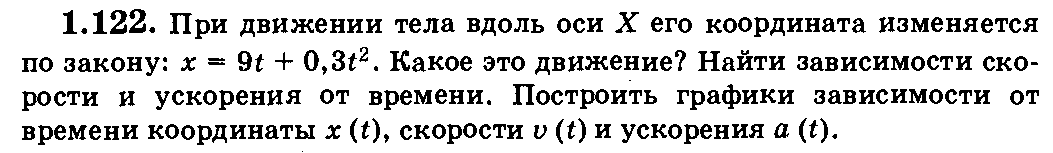 1.122. При движении тела вдоль оси X его координата изменяется
по закону: x = 9t + 0,3t². Какое это движение? Найти зависимости ско-
рости и ускорения от времени. Построить графики зависимости от
времени координаты x (t), скорости v (t) и ускорения a (t).